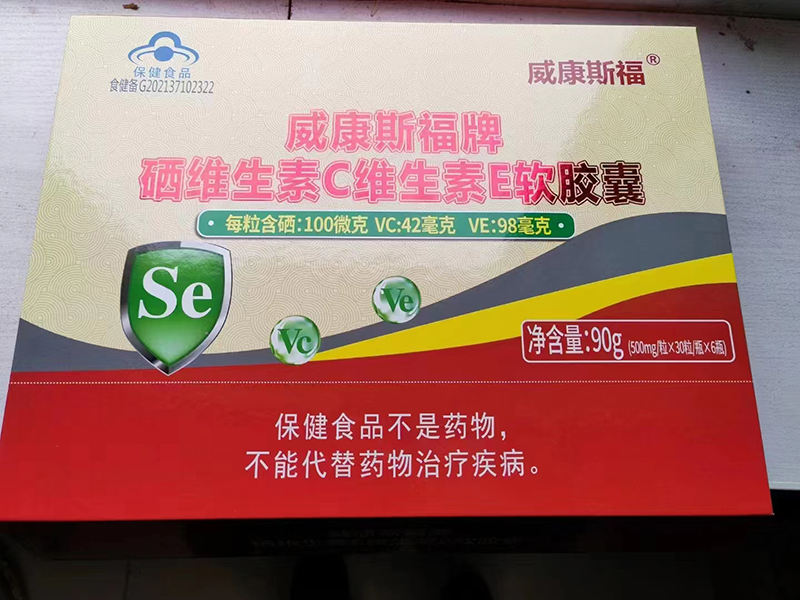 保健食品
食健备G202137102322
威康斯福®
威康斯福牌
硒维生素C维生素E软胶囊
每粒含硒:100微克 VC:42毫克 VE:98毫克
Se
Ve
Vc
净含量:90g (500mg/粒×30粒/瓶×6瓶)
保健食品不是药物,
不能代替药物治疗疾病。